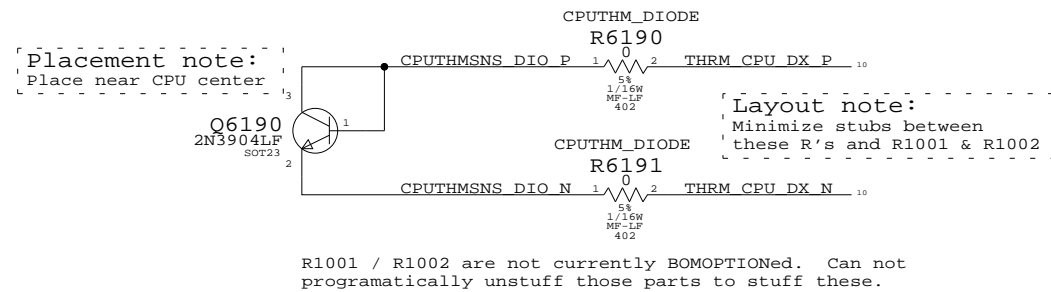 CPUTHM_DIODE
R6190
0
Placement note:
Place near CPU center
CPUTHMSNS_DIO_P 1 2 THRM_CPU_DX_P 10
5%
1/16W
MF-LF
402
3
Q6190
2N3904LF
SOT23
1
2
Layout note:
Minimize stubs between
these R's and R1001 & R1002
CPUTHM_DIODE
R6191
0
CPUTHMSNS_DIO_N 1 2 THRM_CPU_DX_N 10
5%
1/16W
MF-LF
402
R1001 / R1002 are not currently BOMOPTIONed. Can not
programatically unstuff those parts to stuff these.